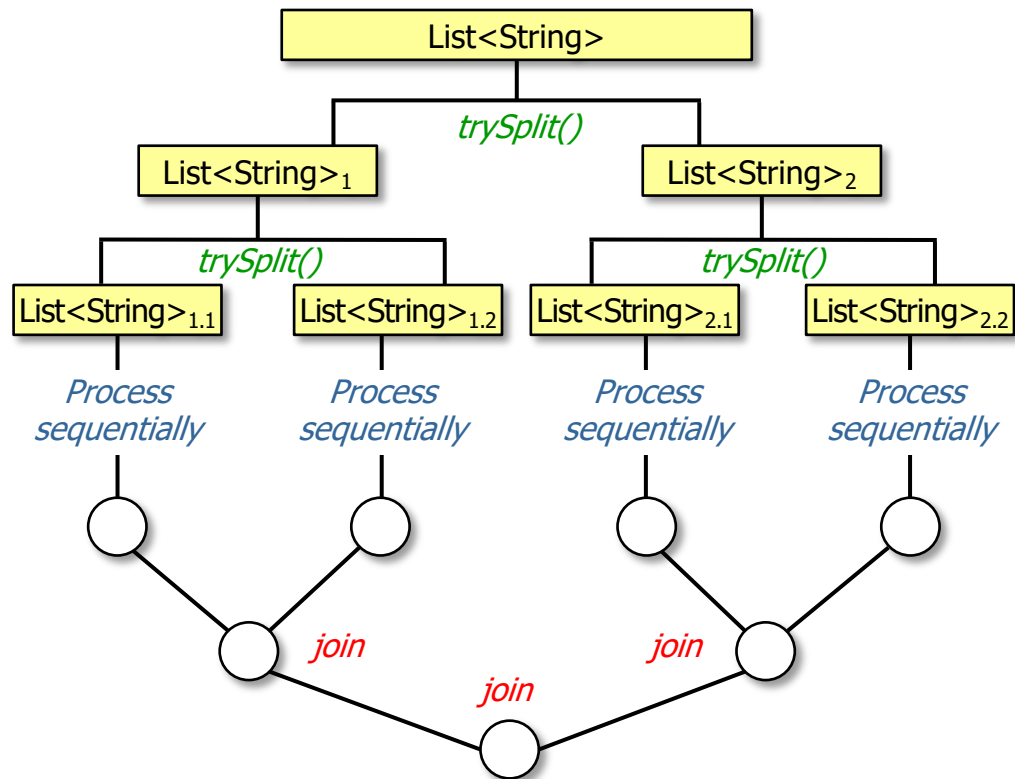 List<String>
trySplit()
List<String>1
List<String>2
trySplit()
trySplit()
List<String>1.1
List<String>1.2
List<String>2.1
List<String>2.2
Process
sequentially
Process
sequentially
Process
sequentially
Process
sequentially
join
join
join